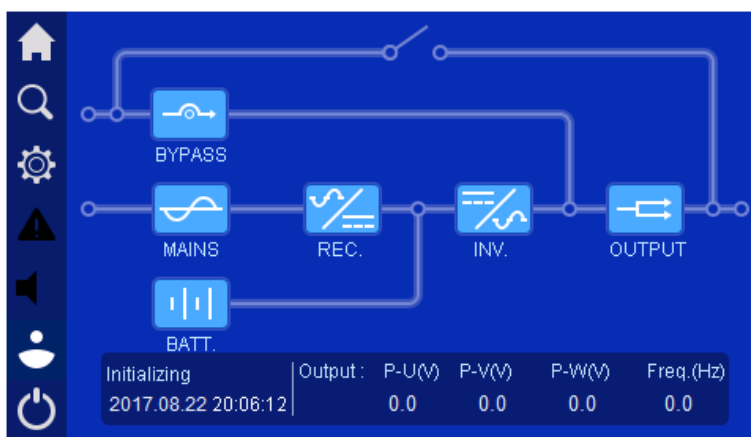 BYPASS
MAINS REC. INV. OUTPUT
BATT.
Initializing Output : P-U(V) P-V(V) P-W(V) Freq.(Hz)
2017.08.22 20:06:12 0.0 0.0 0.0 0.0